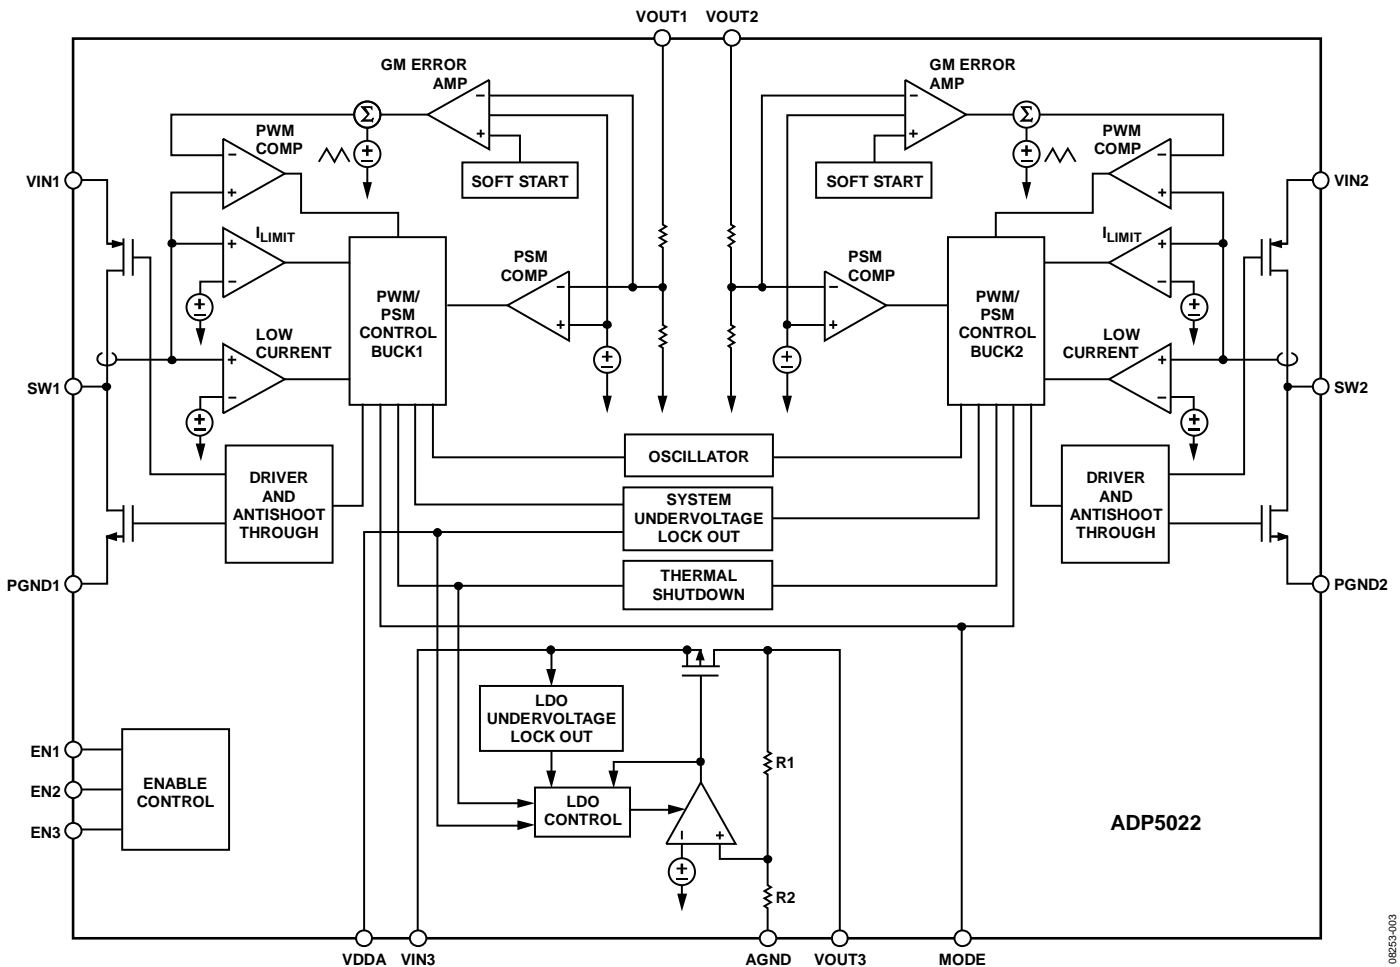 VOUT1 VOUT2
GM ERROR
AMP
GM ERROR
AMP
Σ
Σ
PWM
COMP
PWM
COMP
SOFT START
SOFT START
VIN1
VIN2
I LIMIT
I LIMIT
PSM
COMP
PSM
COMP
PWM/
PSM
CONTROL
BUCK1
PWM/
PSM
CONTROL
BUCK2
LOW
CURRENT
LOW
CURRENT
SW1
SW2
OSCILLATOR
DRIVER
AND
ANTISHOOT
THROUGH
SYSTEM
UNDERVOLTAGE
LOCK OUT
DRIVER
AND
ANTISHOOT
THROUGH
THERMAL
SHUTDOWN
PGND1
PGND2
LDO
UNDERVOLTAGE
LOCK OUT
EN1
EN2
EN3
ENABLE
CONTROL
R1
LDO
CONTROL
ADP5022
R2
VDDA VIN3 AGND VOUT3 MODE
08253-003